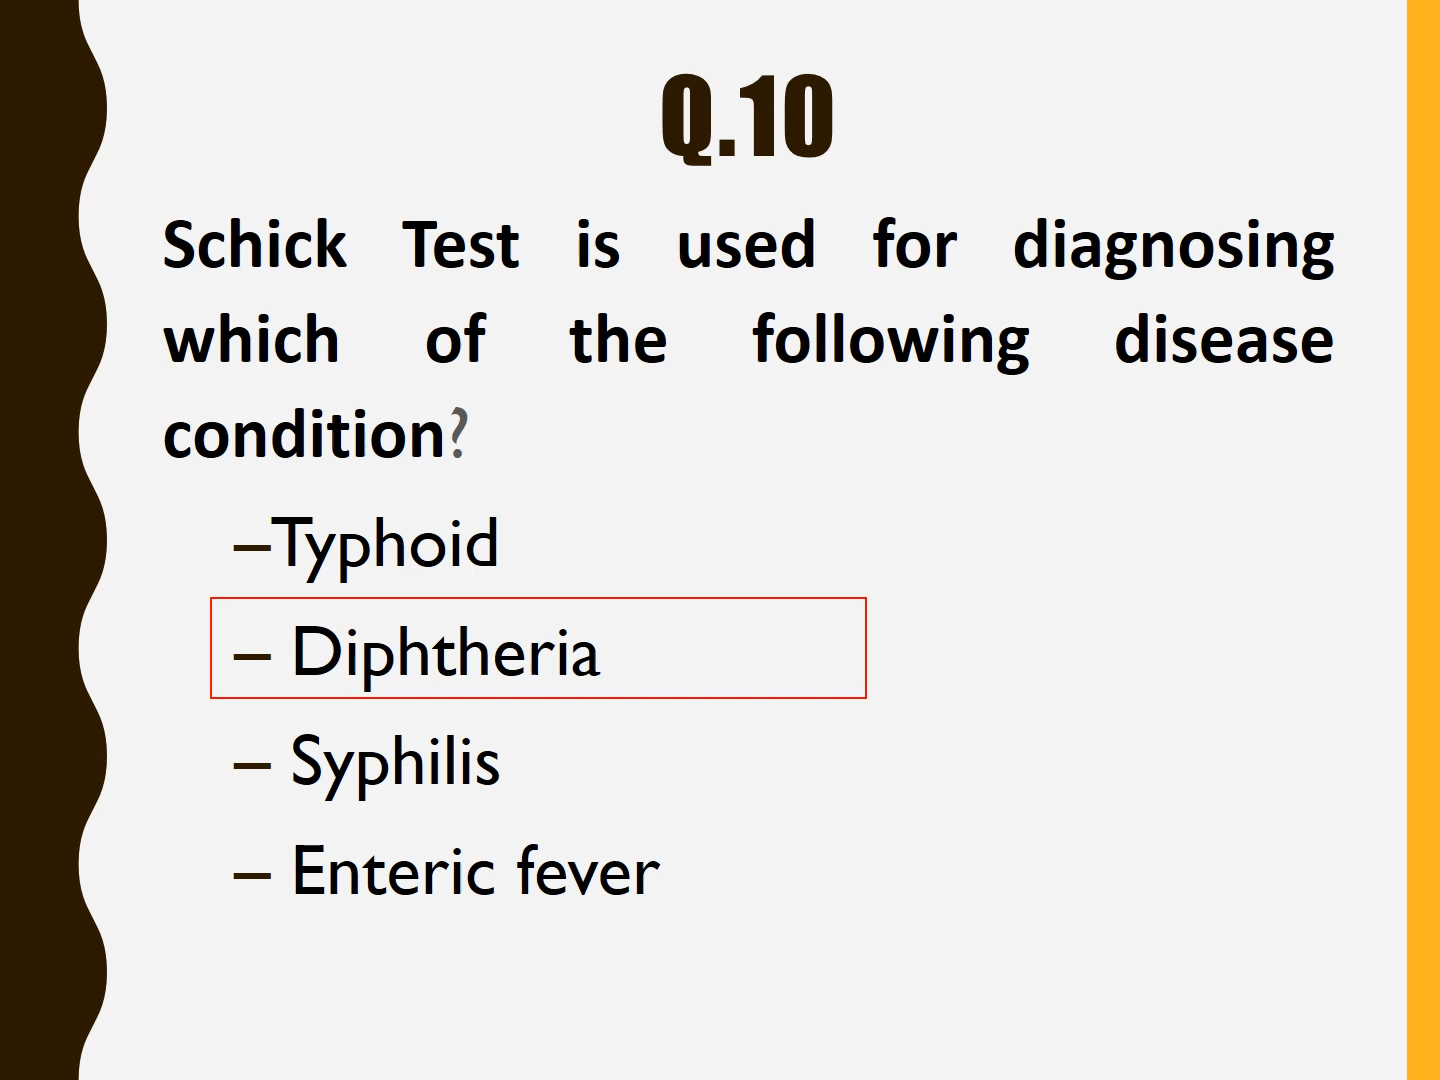 Q.10
Schick Test is used for diagnosing
which of the following disease
condition?
–Typhoid
– Diphtheria
– Syphilis
– Enteric fever